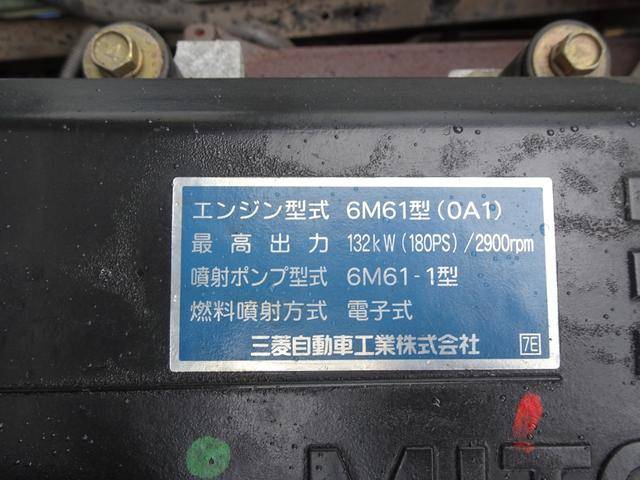 エンジン型式 6M61型(0A1)
最高出力 132kW(180PS)/2900rpm
噴射ポンプ型式 6M61-1型
燃料噴射方式 電子式
三菱自動車工業株式会社 7E